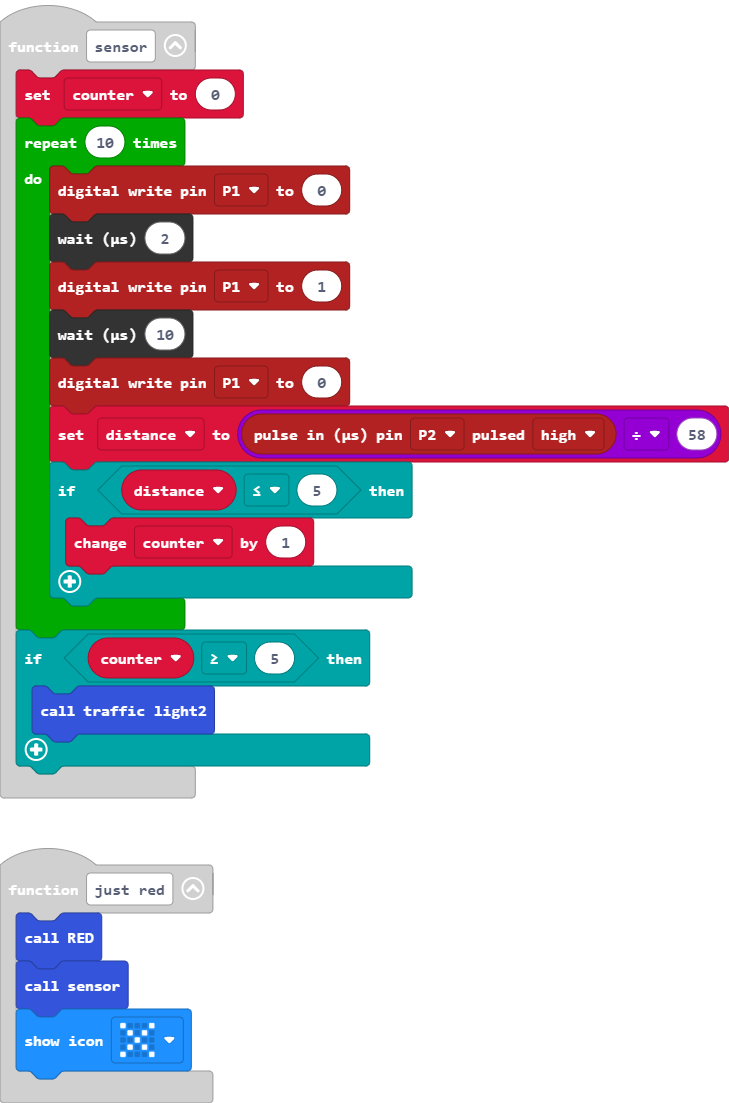 function sensor
set counter to 0
repeat 10 times
do
digital write pin P1 to 0
wait (µs) 2
digital write pin P1 to 1
wait (µs) 10
digital write pin P1 to 0
set distance to pulse in (µs) pin P2 pulsed high ÷ 58
if distance ≤ 5 then
change counter by 1
if counter ≥ 5 then
call traffic light2
function just red
call RED
call sensor
show icon